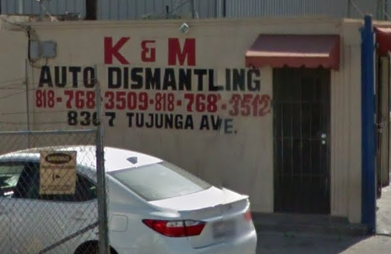 K & M
AUTO DISMANTLING
818-768-3509-818-768-3512
8367 TUJUNGA AVE.